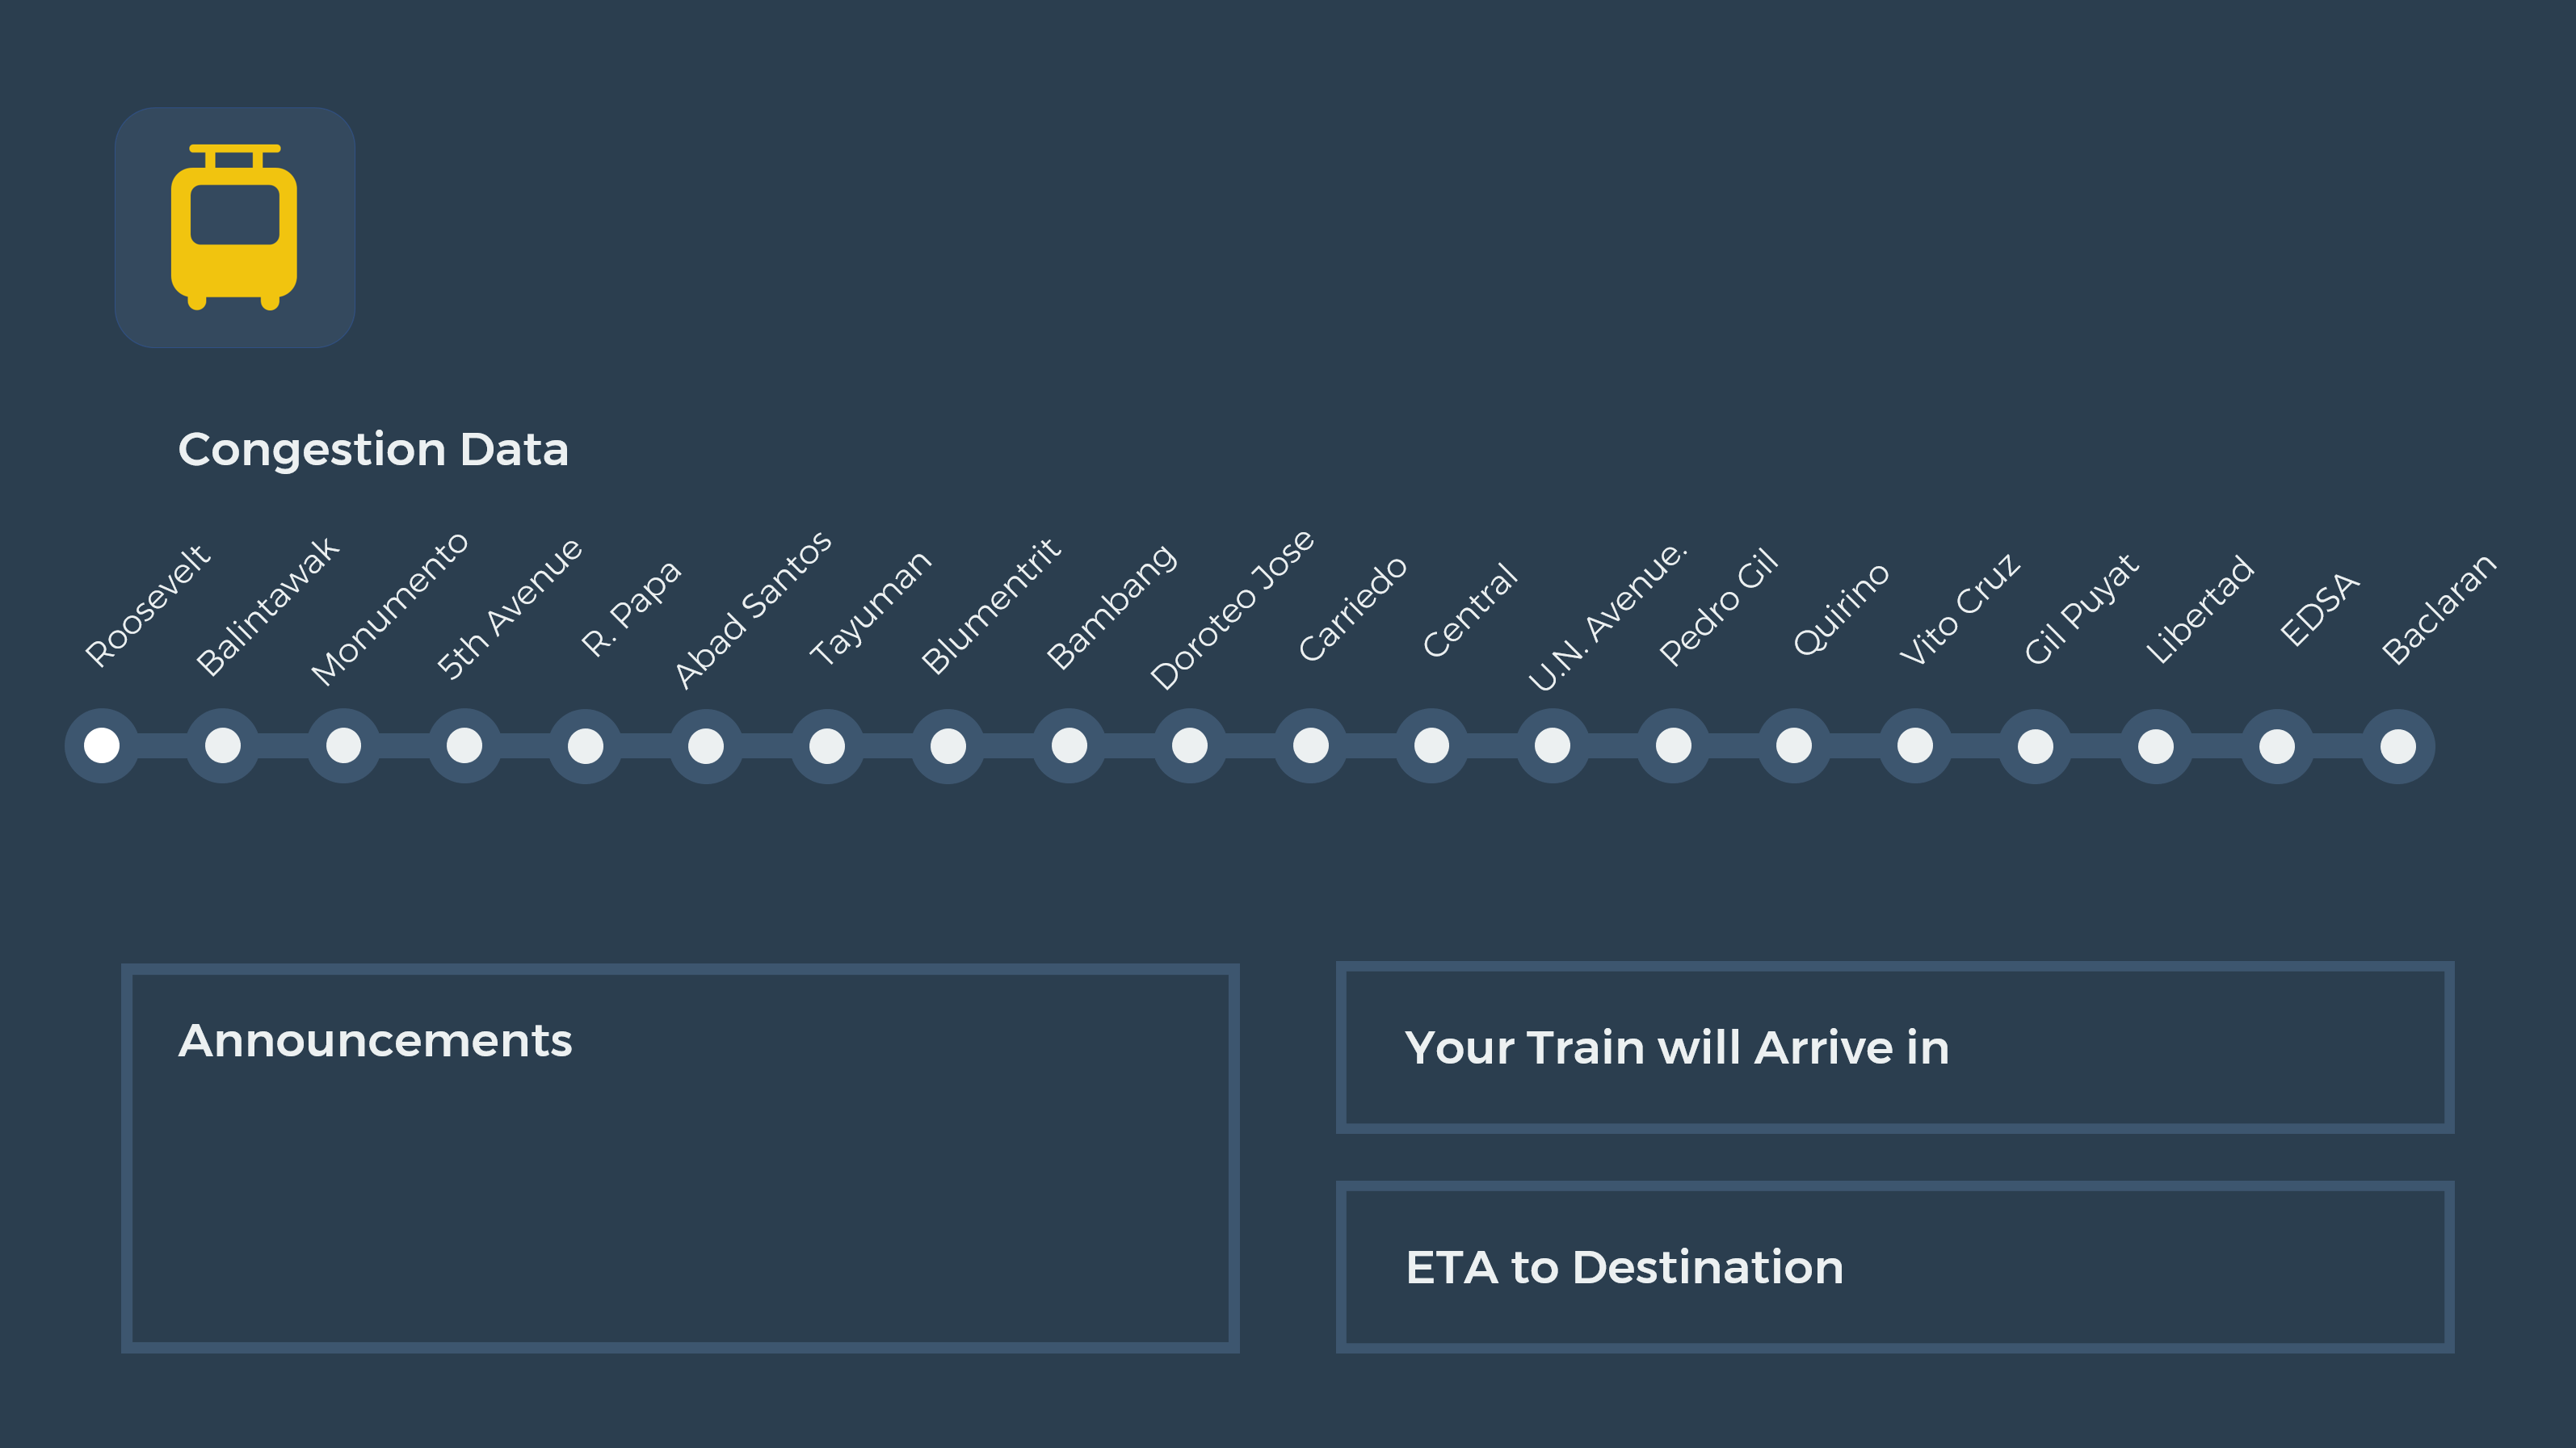 Congestion Data
Roosevelt
Balintawak
Monumento
5th Avenue
R. Papa
Abad Santos
Tayuman
Blumentrit
Bambang
Doroteo Jose
Carriedo
Central
U.N. Avenue.
Pedro Gil
Quirino
Vito Cruz
Gil Puyat
Libertad
EDSA
Baclaran
Announcements
Your Train will Arrive in
ETA to Destination